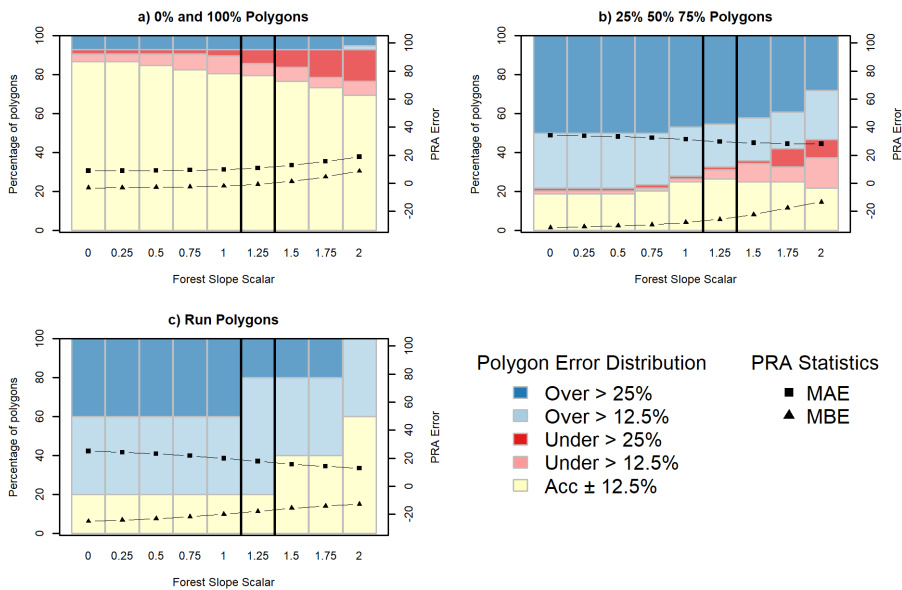 a) 0% and 100% Polygons
Percentage of polygons
0 20 40 60 80 100
-20 0 20 40 60 80 100
PRA Error
0 0.25 0.5 0.75 1 1.25 1.5 1.75 2
Forest Slope Scalar
b) 25% 50% 75% Polygons
Percentage of polygons
0 20 40 60 80 100
-20 0 20 40 60 80 100
PRA Error
0 0.25 0.5 0.75 1 1.25 1.5 1.75 2
Forest Slope Scalar
c) Run Polygons
Percentage of polygons
0 20 40 60 80 100
-20 0 20 40 60 80 100
PRA Error
0 0.25 0.5 0.75 1 1.25 1.5 1.75 2
Forest Slope Scalar
Polygon Error Distribution
Over > 25%
Over > 12.5%
Under > 25%
Under > 12.5%
Acc ± 12.5%
PRA Statistics
MAE
MBE